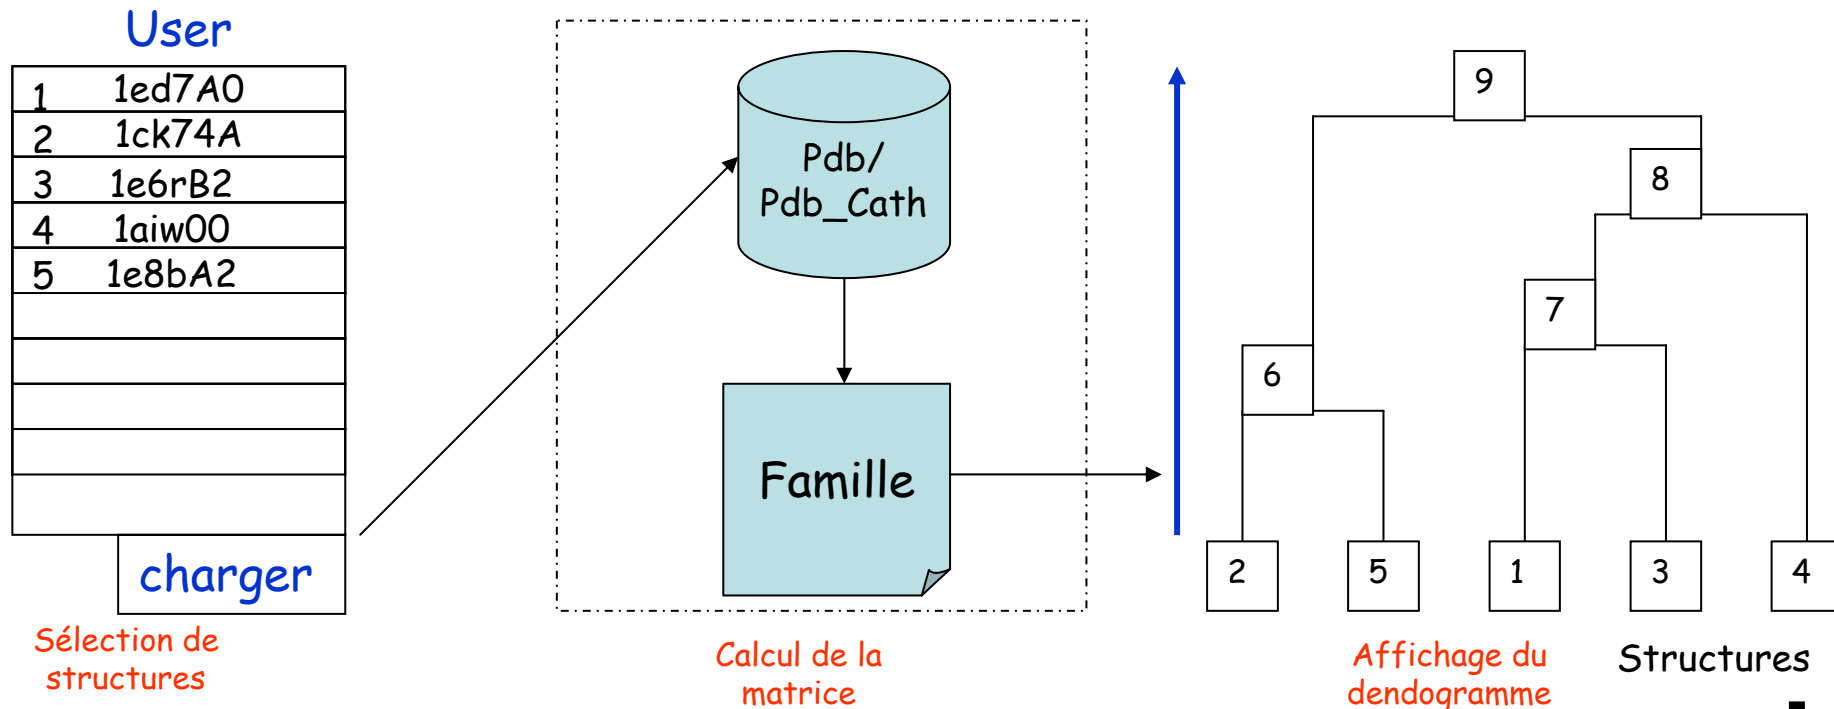 User
1 1ed7A0
2 1ck74A
3 1e6rB2
4 1aiw00
5 1e8bA2
charger
Sélection de
structures
Pdb/
Pdb_Cath
Famille
Calcul de la
matrice
9
8
7
6
2 5 1 3 4
Affichage du
dendogramme
Structures